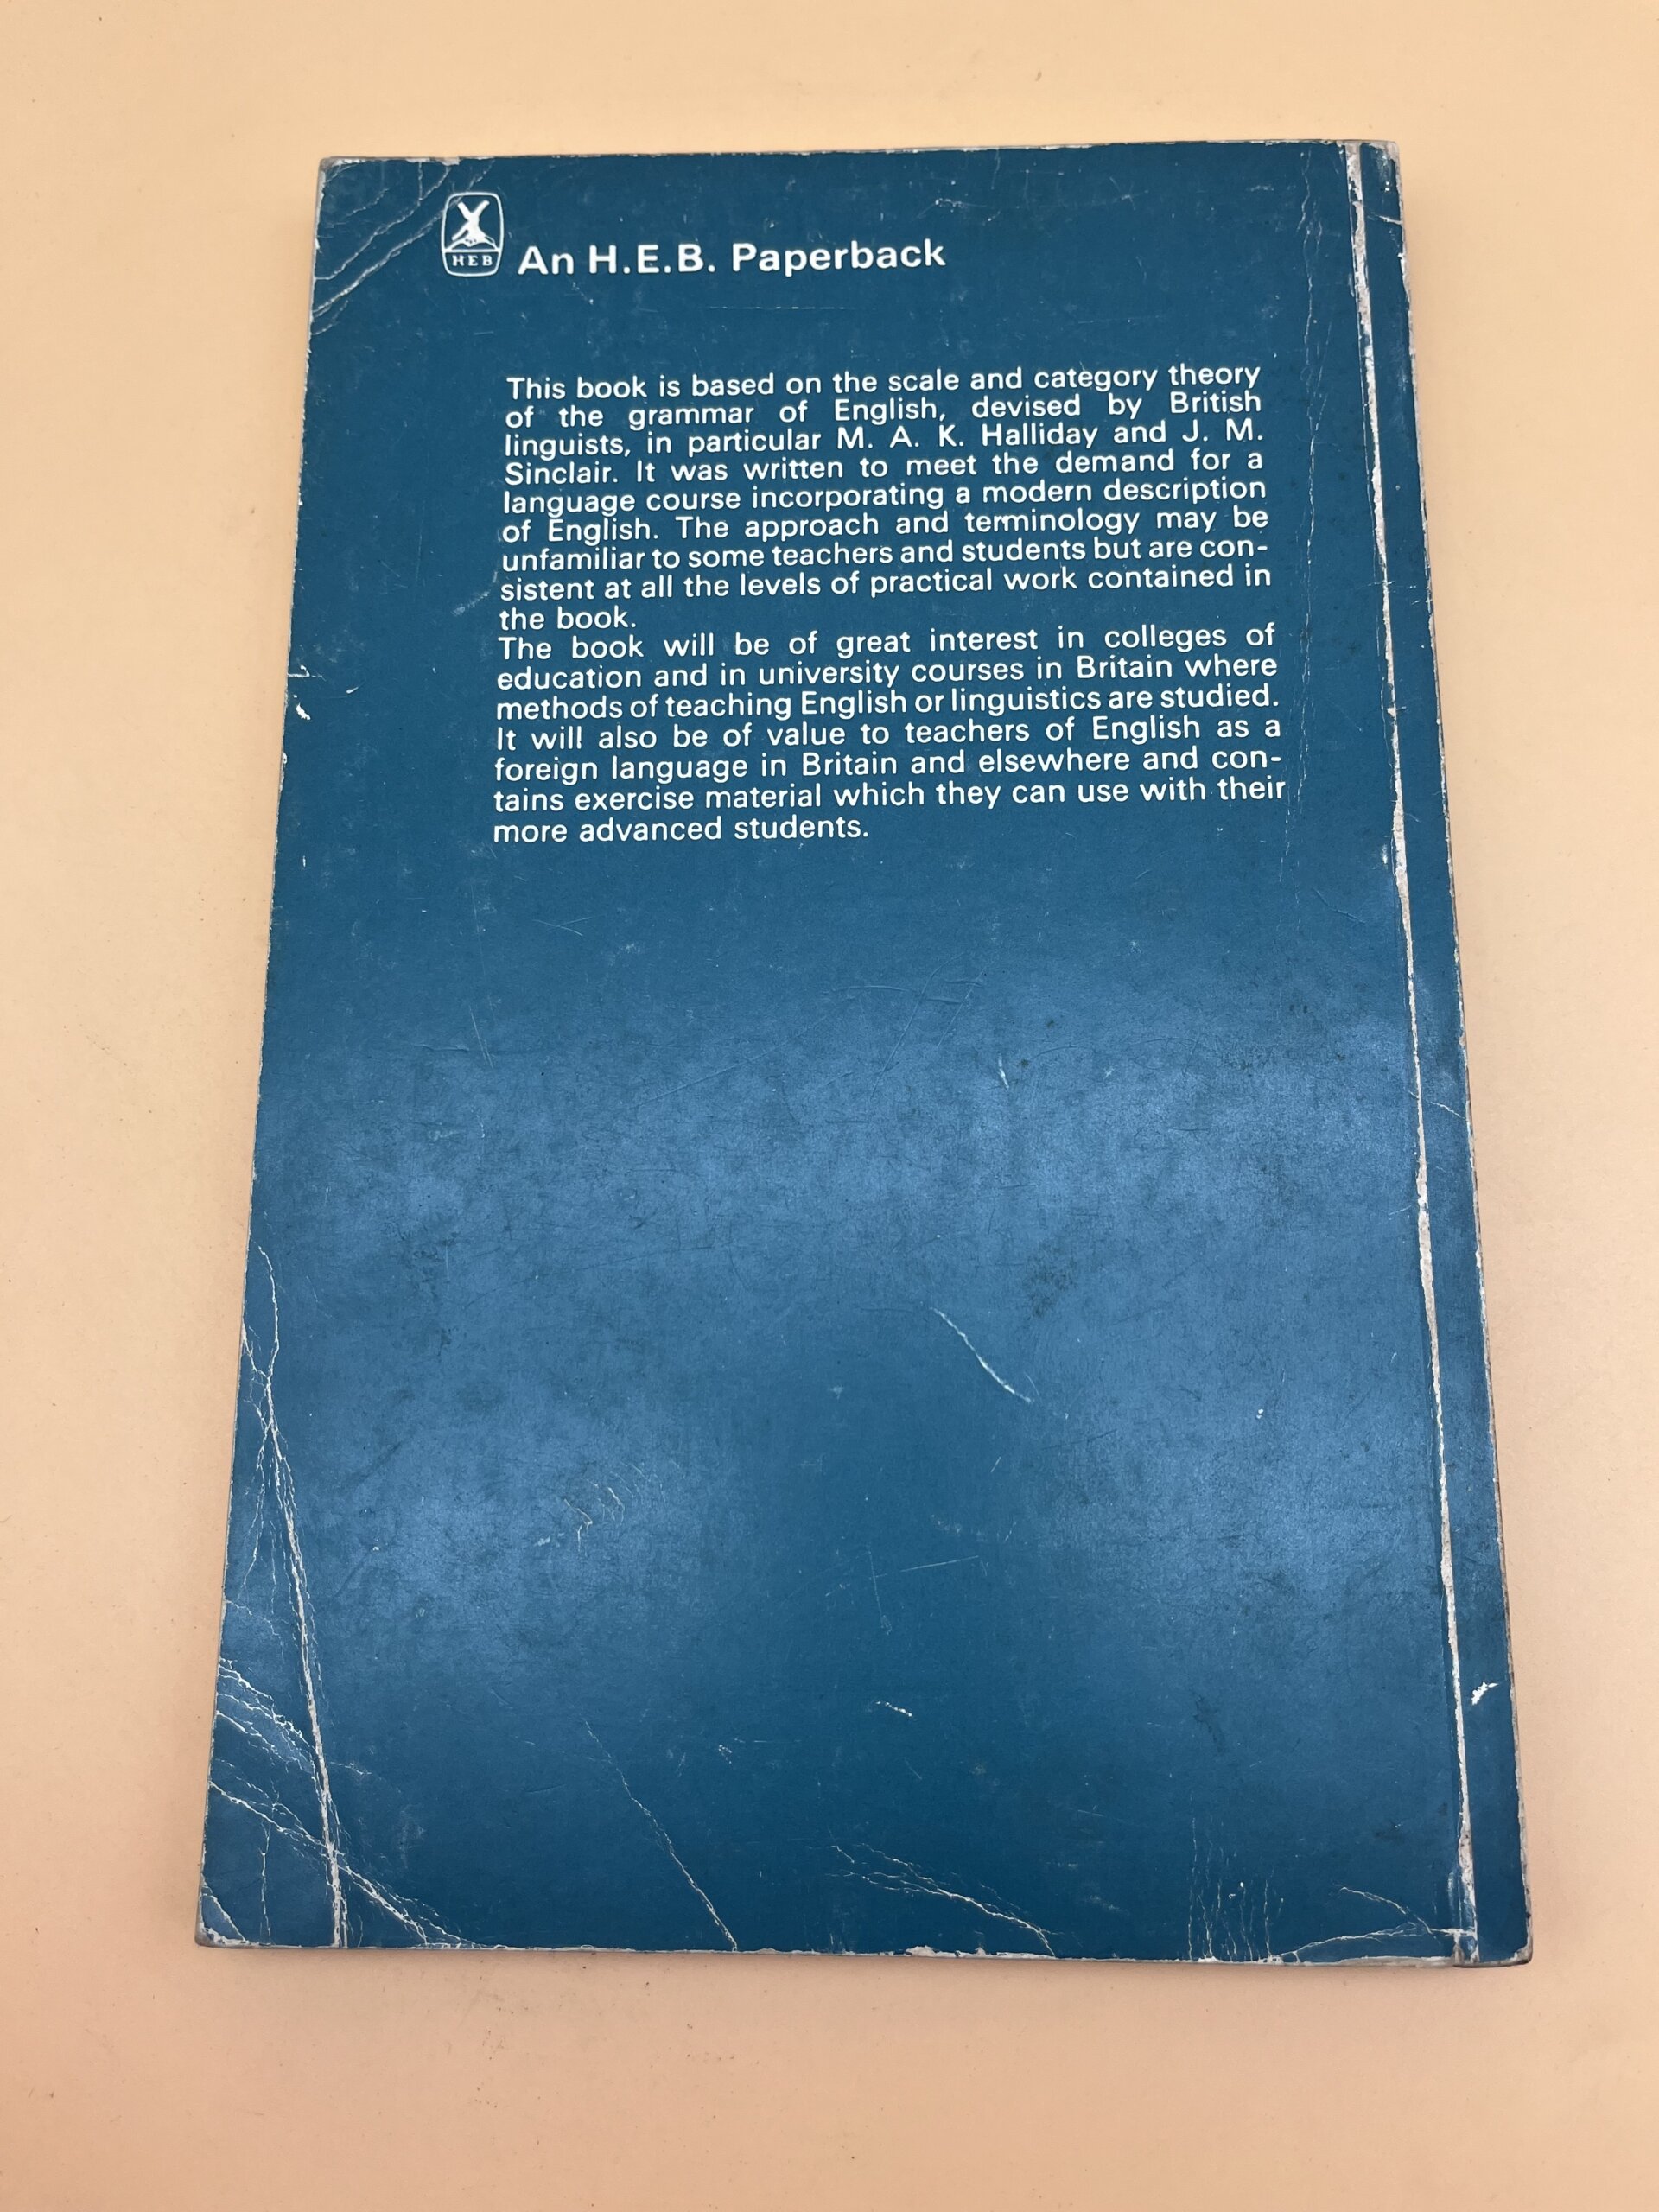 HEB
An H.E.B. Paperback
This book is based on the scale and category theory
of the grammar of English, devised by British
linguists, in particular M. A. K. Halliday and J. M.
Sinclair. It was written to meet the demand for a
language course incorporating a modern description
of English. The approach and terminology may be
unfamiliar to some teachers and students but are con-
sistent at all the levels of practical work contained in
the book.
The book will be of great interest in colleges of
education and in university courses in Britain where
methods of teaching English or linguistics are studied.
It will also be of value to teachers of English as a
foreign language in Britain and elsewhere and con-
tains exercise material which they can use with their
more advanced students.